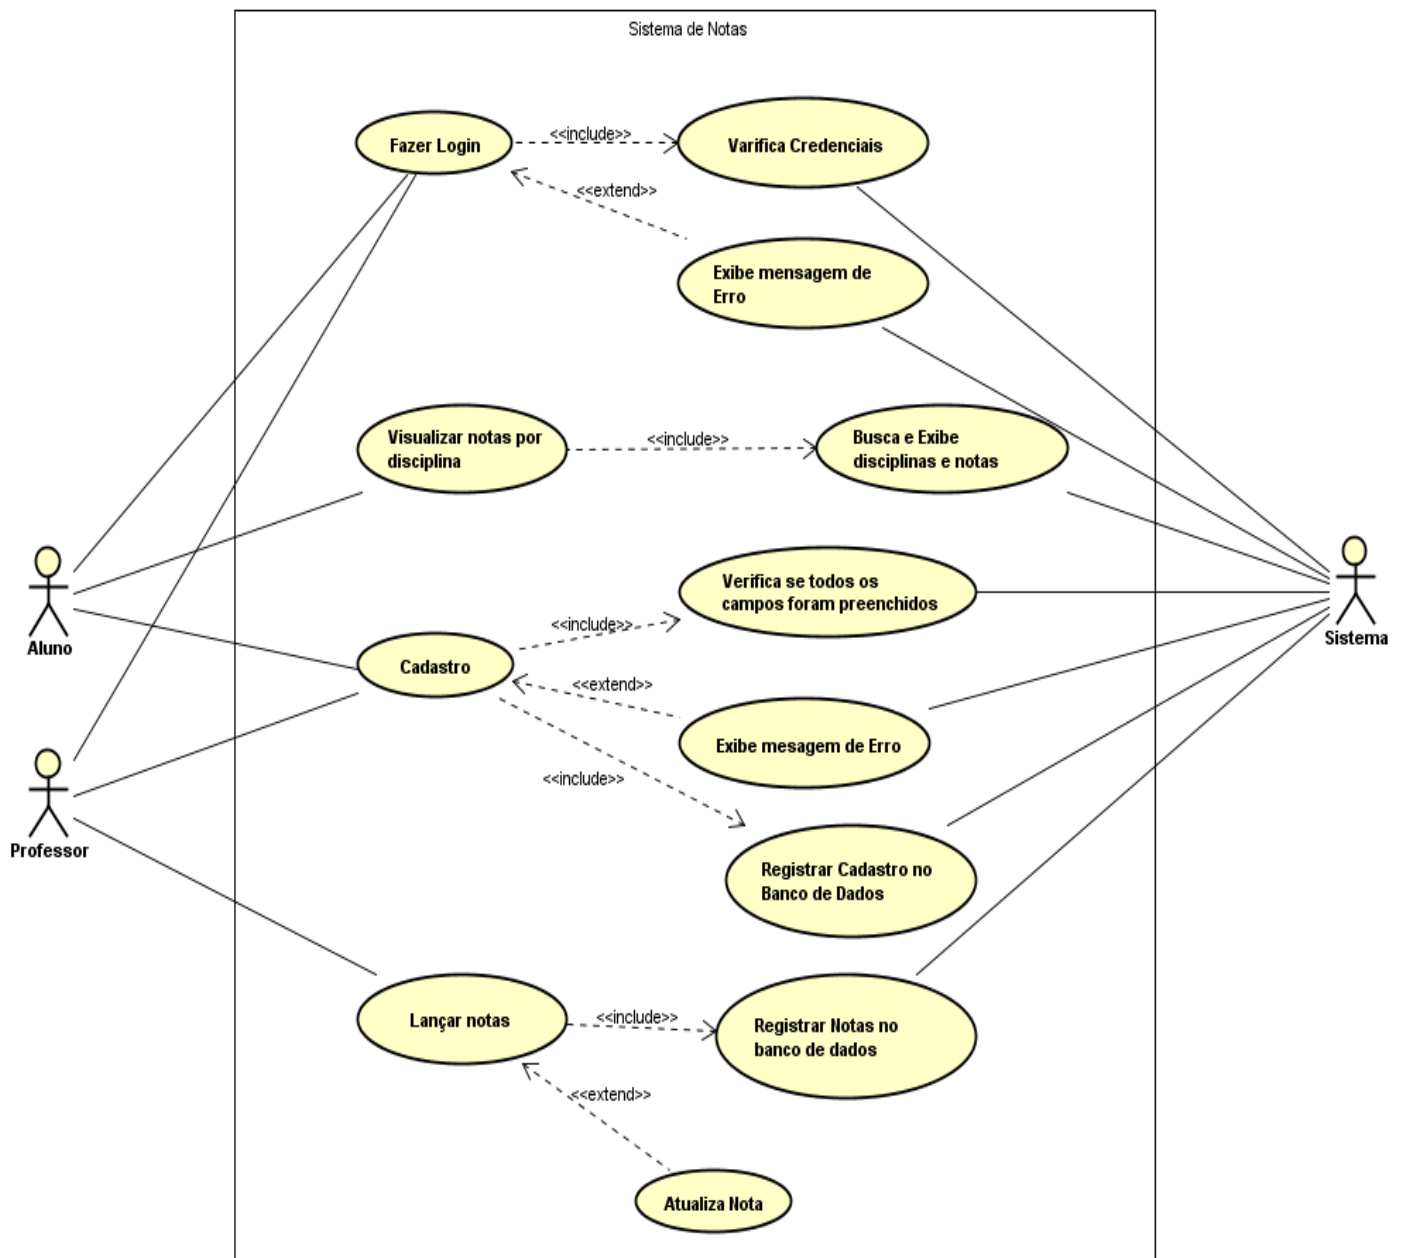 Sistema de Notas
Fazer Login
<<include>>
Varifica Credenciais
<<extend>>
Exibe mensagem de
Erro
Visualizar notas por
disciplina
<<include>>
Busca e Exibe
disciplinas e notas
Aluno
Sistema
Verifica se todos os
campos foram preenchidos
<<include>>
Cadastro
<<extend>>
Exibe mesagem de Erro
<<include>>
Professor
Registrar Cadastro no
Banco de Dados
Lançar notas
<<include>>
Registrar Notas no
banco de dados
<<extend>>
Atualiza Nota